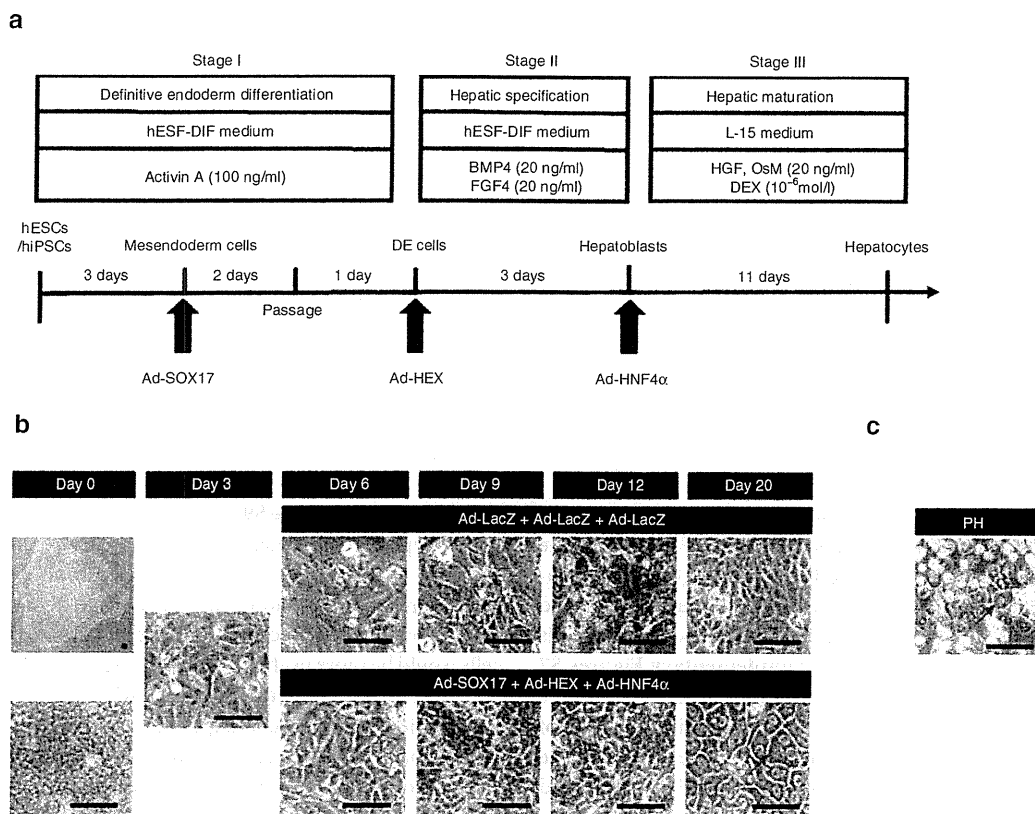 a
Stage I
Stage II
Stage III
Definitive endoderm differentiation
Hepatic specification
Hepatic maturation
hESF-DIF medium
hESF-DIF medium
L-15 medium
Activin A (100 ng/ml)
BMP4 (20 ng/ml)
FGF4 (20 ng/ml)
HGF, OsM (20 ng/ml)
DEX (10⁻⁶mol/l)
hESCs
/hiPSCs
Mesendoderm cells
DE cells
Hepatoblasts
Hepatocytes
3 days
2 days
1 day
3 days
11 days
Passage
Ad-SOX17
Ad-HEX
Ad-HNF4α
b
c
Day 0
Day 3
Day 6
Day 9
Day 12
Day 20
Ad-LacZ + Ad-LacZ + Ad-LacZ
PH
Ad-SOX17 + Ad-HEX + Ad-HNF4α